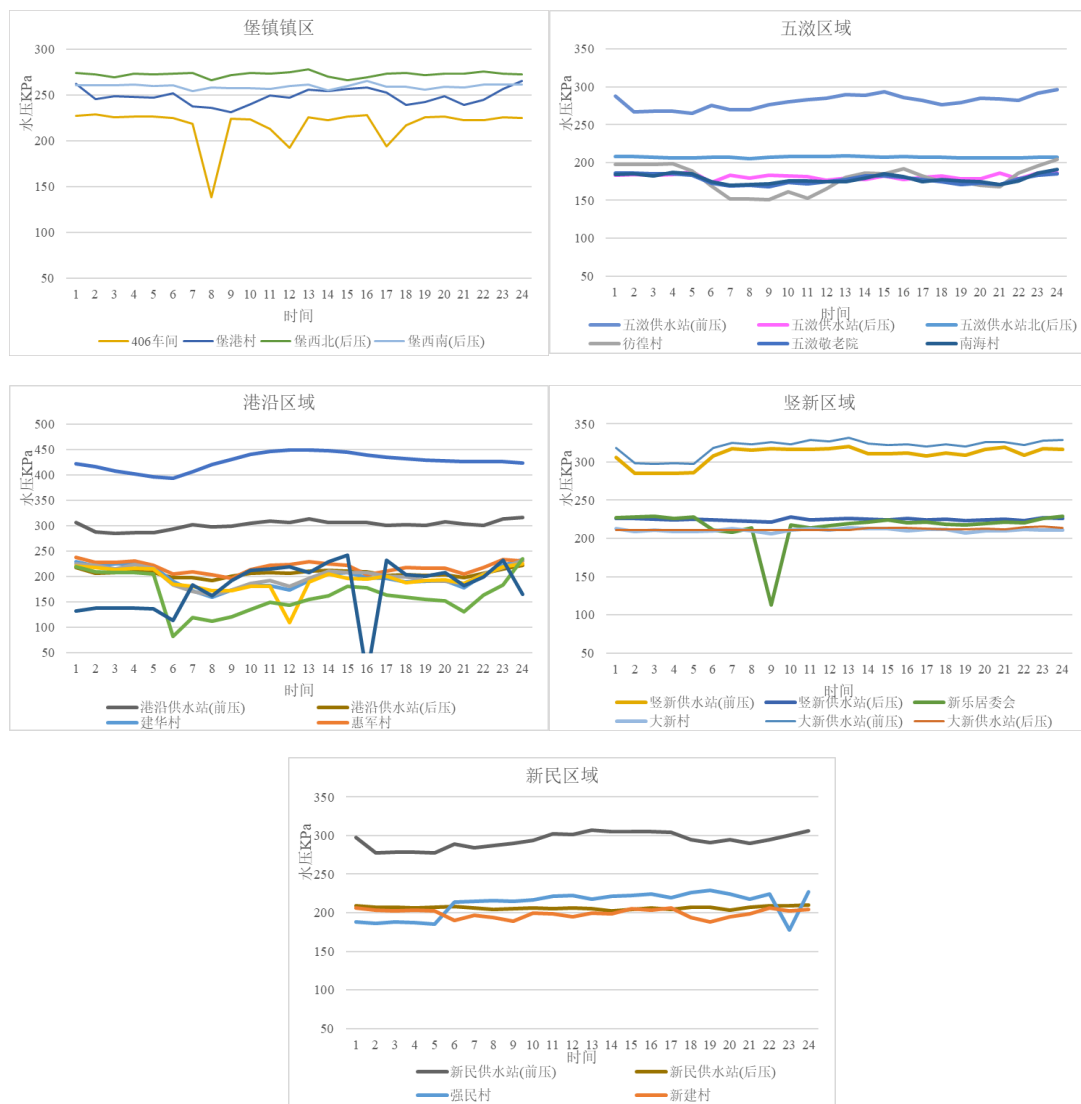 堡镇镇区
水压KPa
300
250
200
150
100
50
1 2 3 4 5 6 7 8 9 10 11 12 13 14 15 16 17 18 19 20 21 22 23 24
时间
406车间 堡港村 堡西北(后压) 堡西南(后压)
五滧区域
水压KPa
350
300
250
200
150
100
50
1 2 3 4 5 6 7 8 9 10 11 12 13 14 15 16 17 18 19 20 21 22 23 24
时间
五滧供水站(前压) 五滧供水站(后压) 五滧供水站北(后压)
彷徨村 五滧敬老院 南海村
港沿区域
水压KPa
500
450
400
350
300
250
200
150
100
50
1 2 3 4 5 6 7 8 9 10 11 12 13 14 15 16 17 18 19 20 21 22 23 24
时间
港沿供水站(前压) 港沿供水站(后压)
建华村 惠军村
竖新区域
水压KPa
350
300
250
200
150
100
50
1 2 3 4 5 6 7 8 9 10 11 12 13 14 15 16 17 18 19 20 21 22 23 24
时间
竖新供水站(前压) 竖新供水站(后压) 新乐居委会
大新村 大新供水站(前压) 大新供水站(后压)
新民区域
水压KPa
350
300
250
200
150
100
50
1 2 3 4 5 6 7 8 9 10 11 12 13 14 15 16 17 18 19 20 21 22 23 24
时间
新民供水站(前压) 新民供水站(后压)
强民村 新建村